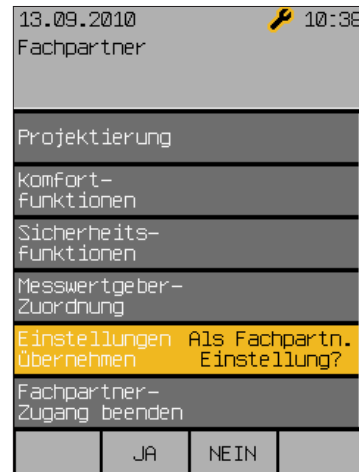 13.09.2010 10:38
Fachpartner
Projektierung
Komfort-
funktionen
Sicherheits-
funktionen
Messwertgeber-
Zuordnung
Einstellungen Als Fachpartn.
übernehmen Einstellung?
Fachpartner-
Zugang beenden
JA NEIN